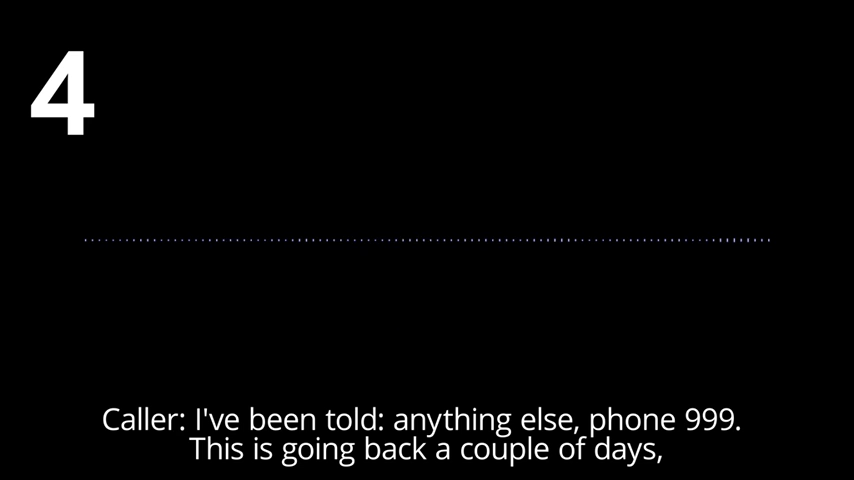 4
Caller: I've been told: anything else, phone 999.
This is going back a couple of days,